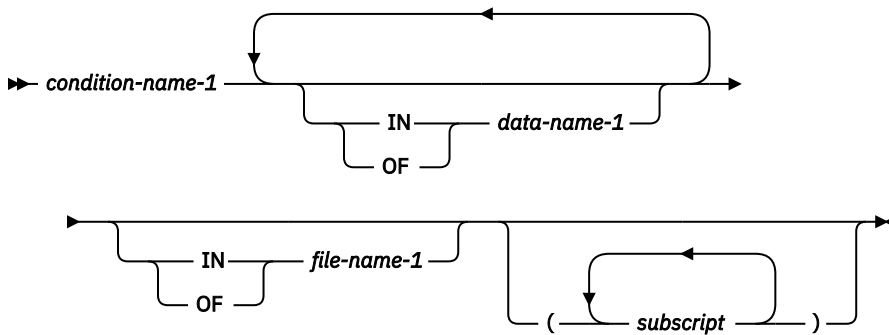 condition-name-1
IN data-name-1
OF
IN file-name-1
OF
( subscript )